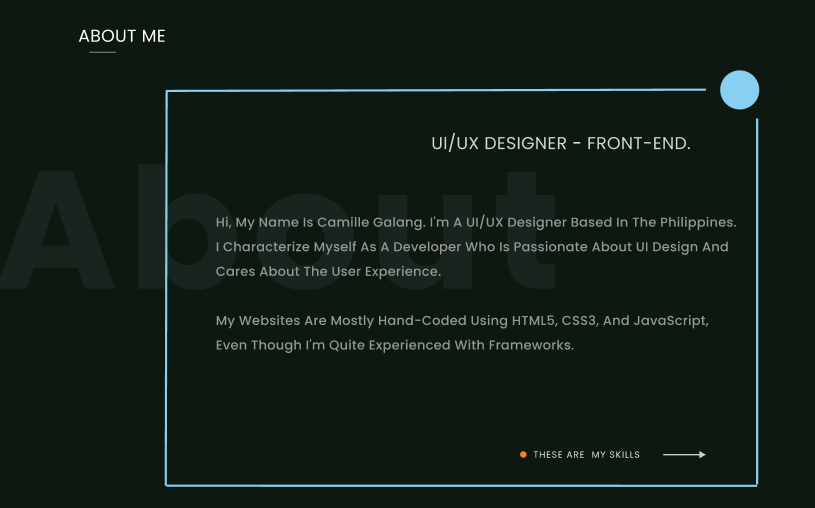 ABOUT ME
UI/UX DESIGNER - FRONT-END.
About
Hi, My Name Is Camille Galang. I'm A UI/UX Designer Based In The Philippines.
I Characterize Myself As A Developer Who Is Passionate About UI Design And
Cares About The User Experience.
My Websites Are Mostly Hand-Coded Using HTML5, CSS3, And JavaScript,
Even Though I'm Quite Experienced With Frameworks.
THESE ARE MY SKILLS